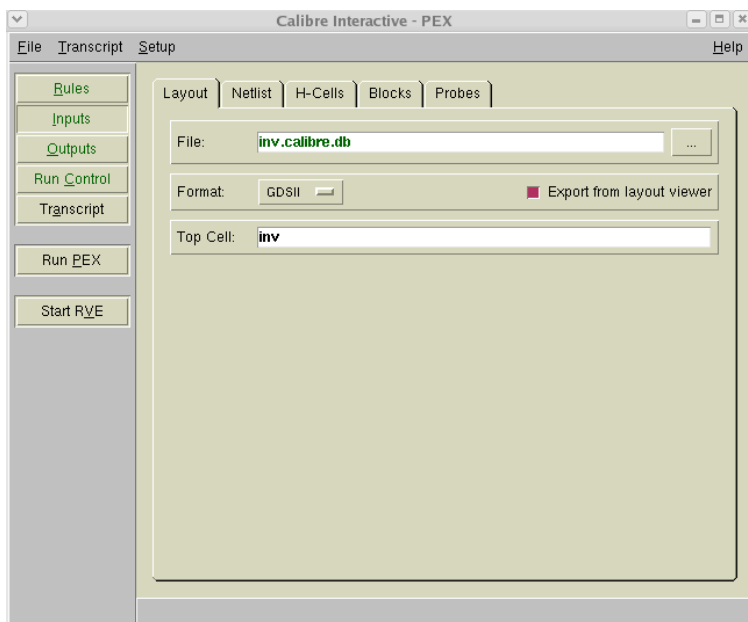 Calibre Interactive - PEX
File Transcript Setup Help
Rules
Inputs
Outputs
Run Control
Transcript
Run PEX
Start RVE
Layout Netlist H-Cells Blocks Probes
File: inv.calibre.db ...
Format: GDSII Export from layout viewer
Top Cell: inv